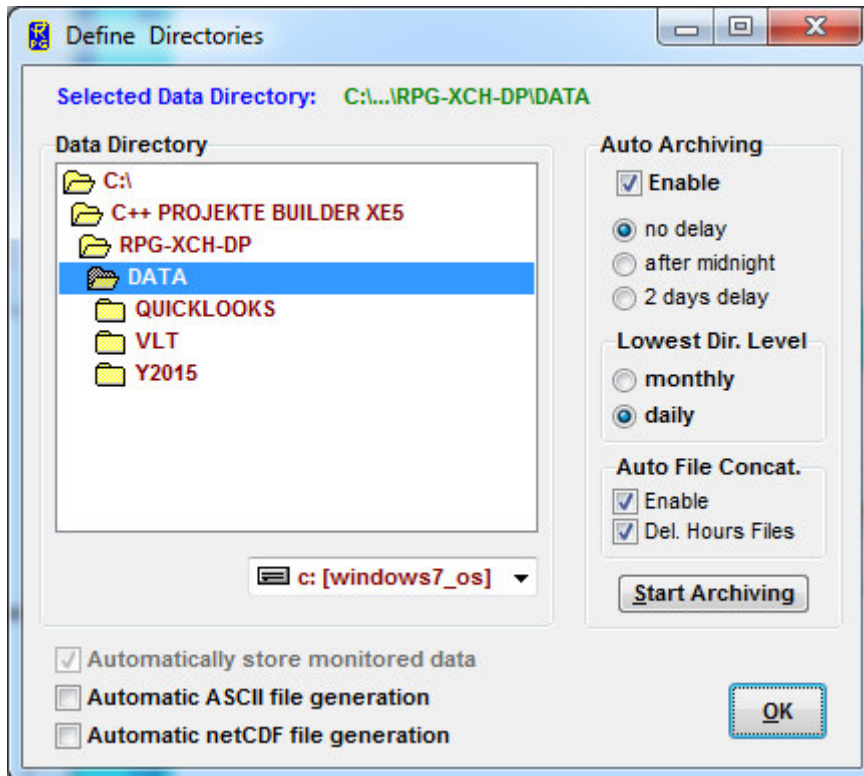 Define Directories
Selected Data Directory: C:\...\RPG-XCH-DP\DATA
Data Directory
C:\
C++ PROJEKTE BUILDER XE5
RPG-XCH-DP
DATA
QUICKLOOKS
VLT
Y2015
c: [windows7_os]
Auto Archiving
Enable
no delay
after midnight
2 days delay
Lowest Dir. Level
monthly
daily
Auto File Concat.
Enable
Del. Hours Files
Start Archiving
Automatically store monitored data
Automatic ASCII file generation
Automatic netCDF file generation
OK